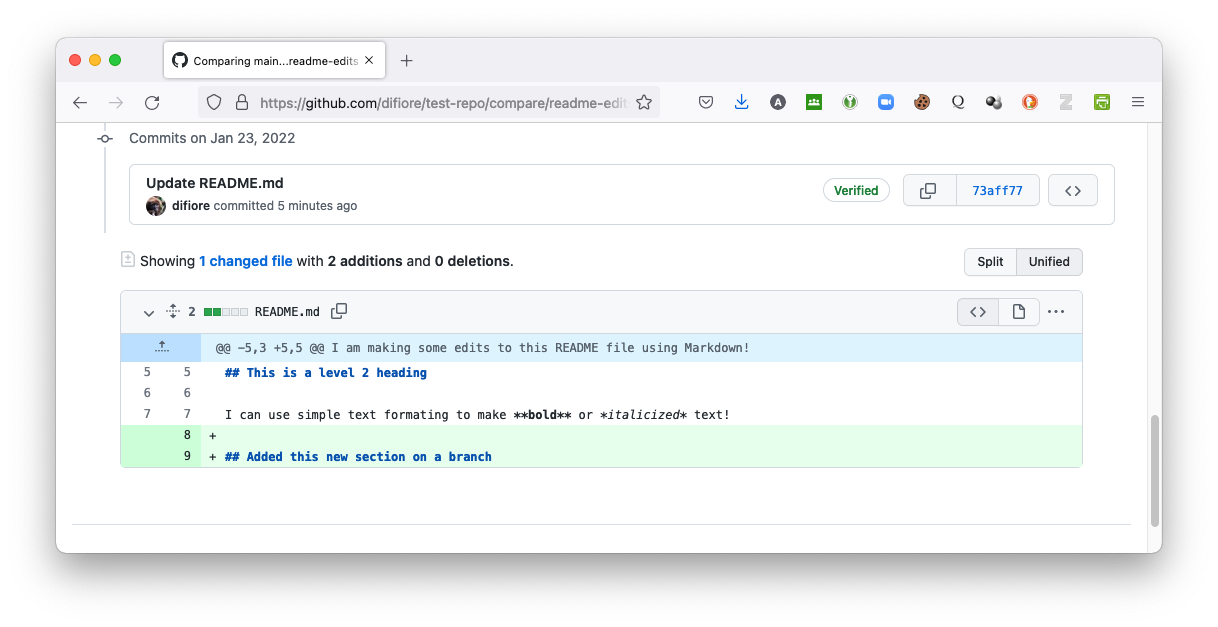 Comparing main...readme-edits
https://github.com/difiore/test-repo/compare/readme-edit
Commits on Jan 23, 2022
Update README.md
difiore committed 5 minutes ago
Verified
73aff77
Showing 1 changed file with 2 additions and 0 deletions.
Split Unified
2 README.md
@@ -5,3 +5,5 @@ I am making some edits to this README file using Markdown!
5 5 ## This is a level 2 heading
6 6
7 7 I can use simple text formating to make **bold** or *italicized* text!
8 +
9 + ## Added this new section on a branch